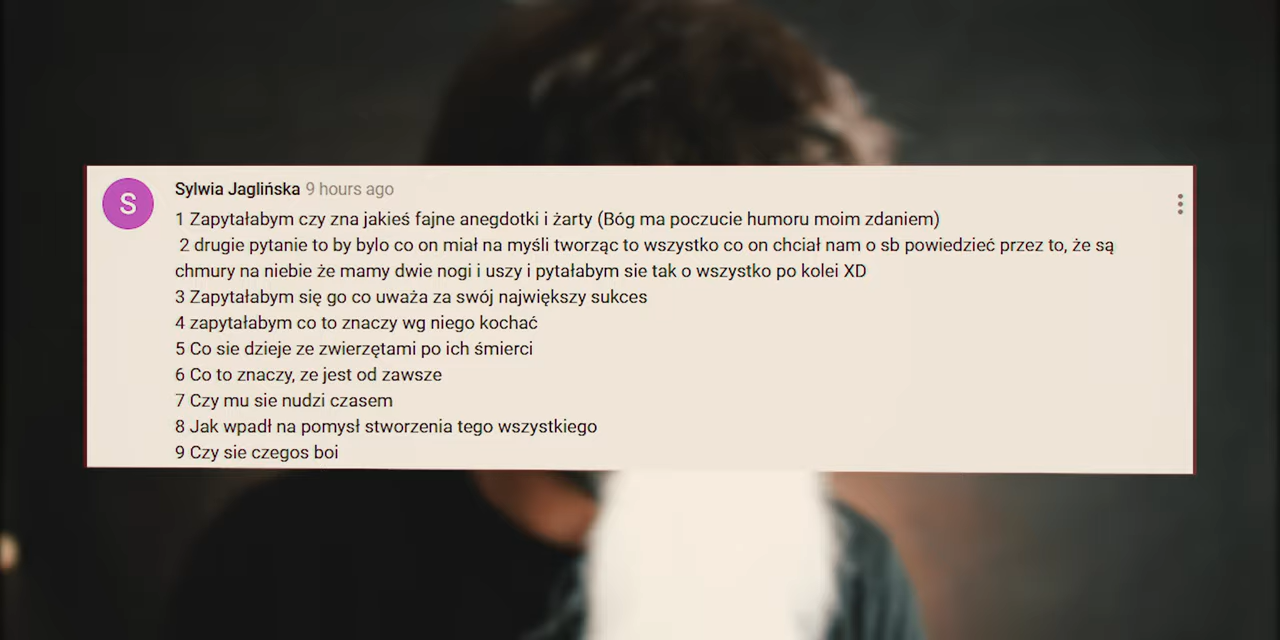 S
Sylwia Jaglińska 9 hours ago
1 Zapytałabym czy zna jakieś fajne anegdotki i żarty (Bóg ma poczucie humoru moim zdaniem)
2 drugie pytanie to by bylo co on miał na myśli tworząc to wszystko co on chciał nam o sb powiedzieć przez to, że są
chmury na niebie że mamy dwie nogi i uszy i pytałabym sie tak o wszystko po kolei XD
3 Zapytałabym się go co uważa za swój największy sukces
4 zapytałabym co to znaczy wg niego kochać
5 Co sie dzieje ze zwierzętami po ich śmierci
6 Co to znaczy, ze jest od zawsze
7 Czy mu sie nudzi czasem
8 Jak wpadł na pomysł stworzenia tego wszystkiego
9 Czy sie czegos boi